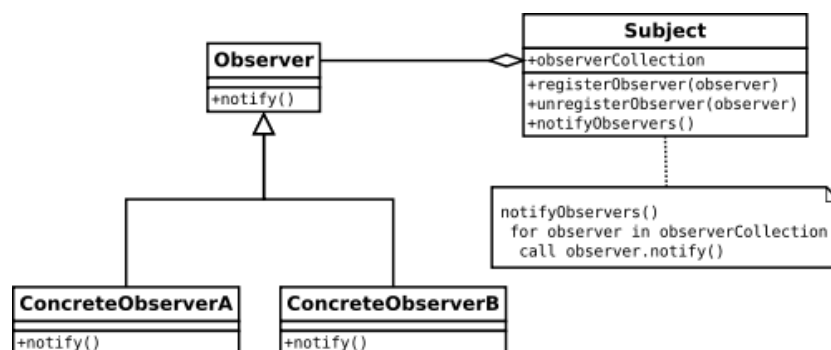 Observer
+notify()
Subject
+observerCollection
+registerObserver(observer)
+unregisterObserver(observer)
+notifyObservers()
notifyObservers()
for observer in observerCollection
call observer.notify()
ConcreteObserverA
+notify()
ConcreteObserverB
+notify()